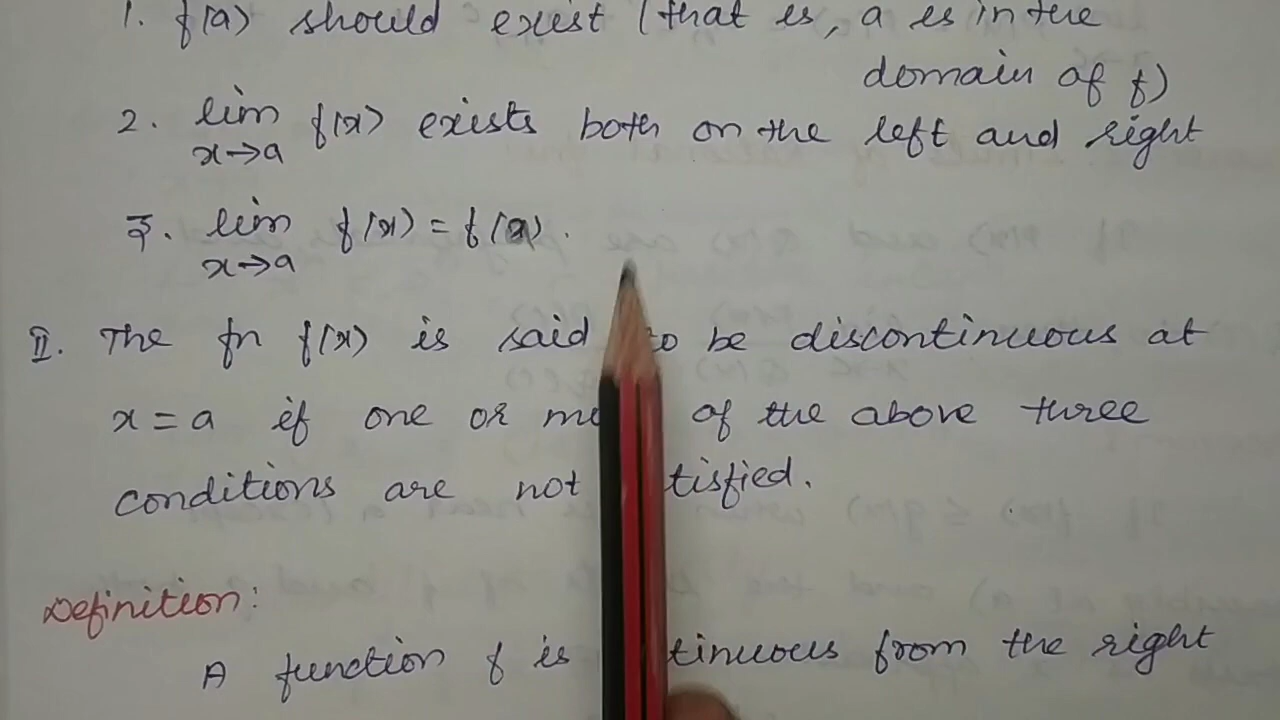 1. f(a) should exist (that is, a is in the
domain of f)
2. lim f(x) exists both on the left and right
x→a
3. lim f(x) = f(a).
x→a
II. The fn f(x) is said to be discontinuous at
x = a if one or of the above three
conditions are not
Definition:
A function f is from the right